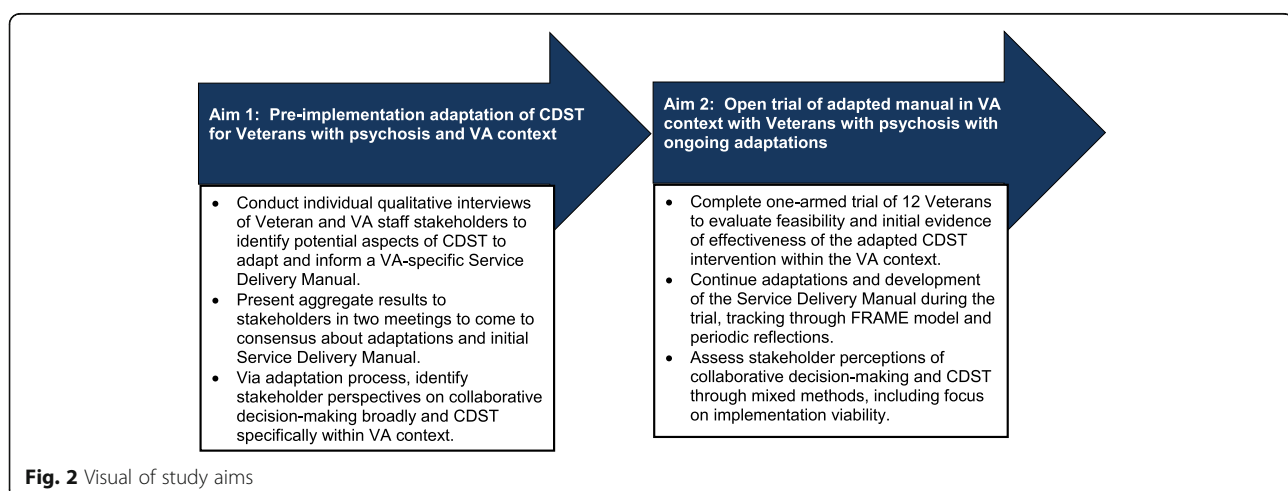 Aim 1: Pre-implementation adaptation of CDST
for Veterans with psychosis and VA context
• Conduct individual qualitative interviews
of Veteran and VA staff stakeholders to
identify potential aspects of CDST to
adapt and inform a VA-specific Service
Delivery Manual.
• Present aggregate results to
stakeholders in two meetings to come to
consensus about adaptations and initial
Service Delivery Manual.
• Via adaptation process, identify
stakeholder perspectives on collaborative
decision-making broadly and CDST
specifically within VA context.
Aim 2: Open trial of adapted manual in VA
context with Veterans with psychosis with
ongoing adaptations
• Complete one-armed trial of 12 Veterans
to evaluate feasibility and initial evidence
of effectiveness of the adapted CDST
intervention within the VA context.
• Continue adaptations and development
of the Service Delivery Manual during the
trial, tracking through FRAME model and
periodic reflections.
• Assess stakeholder perceptions of
collaborative decision-making and CDST
through mixed methods, including focus
on implementation viability.
Fig. 2 Visual of study aims